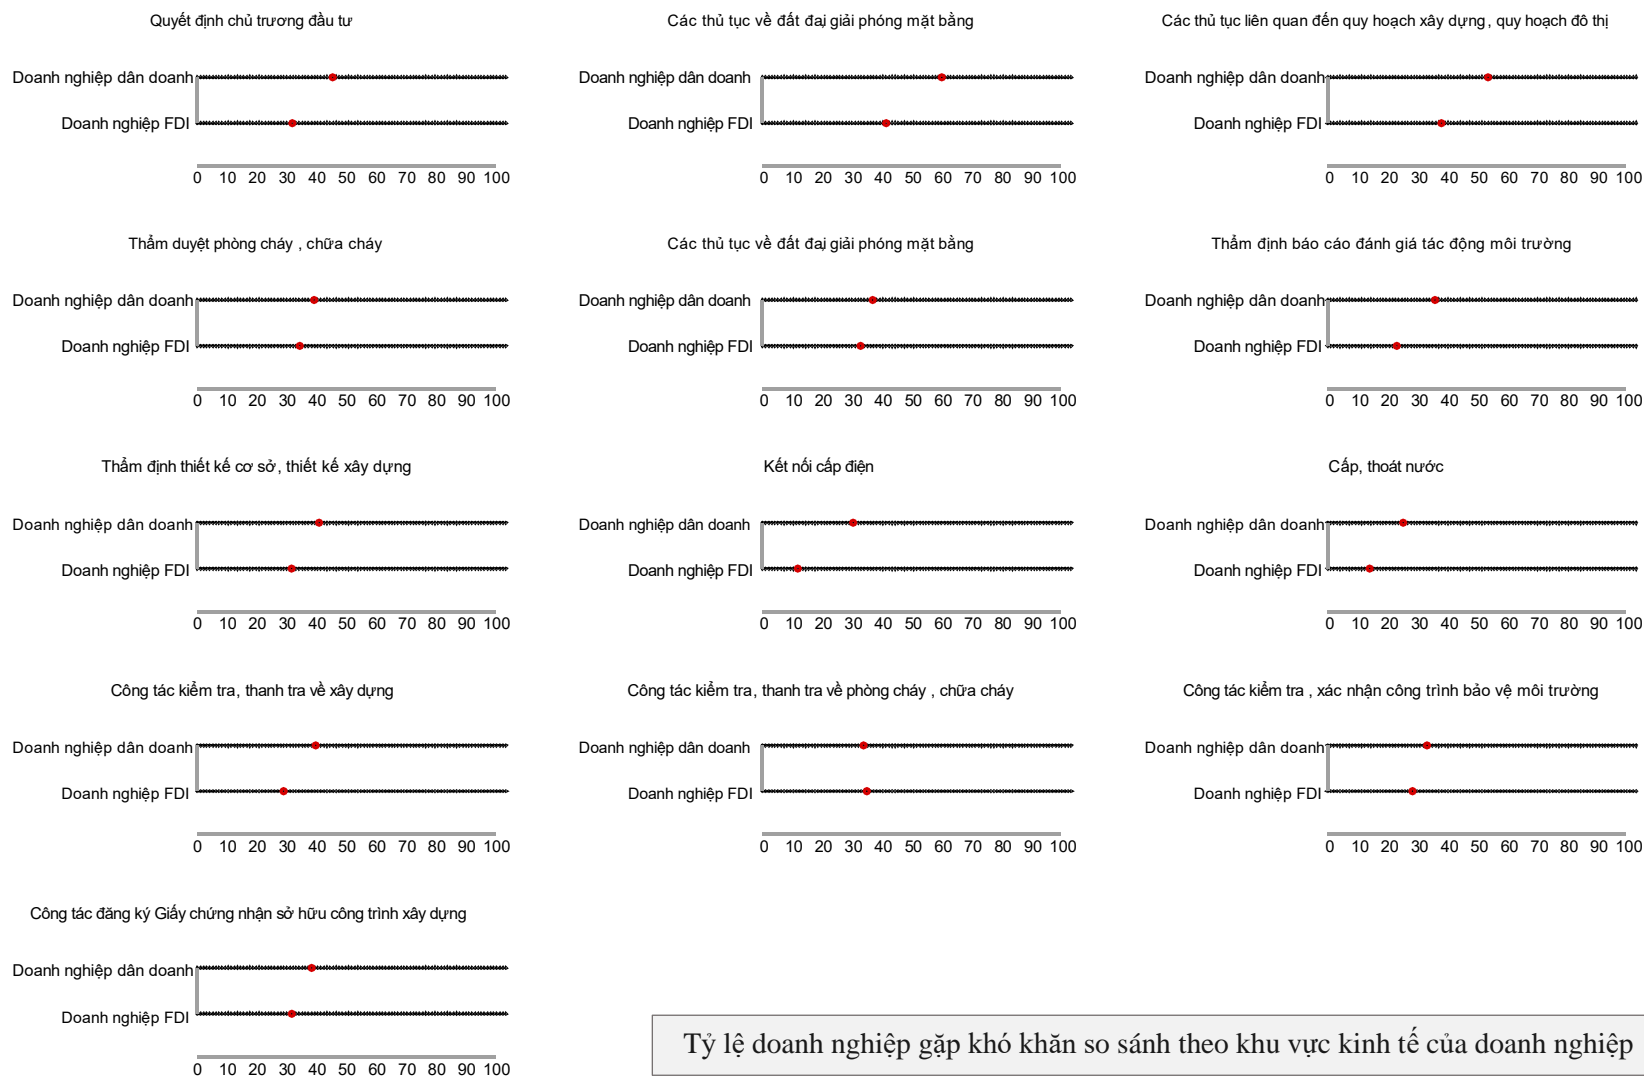 Quyết định chủ trương đầu tư
Doanh nghiệp dân doanh
Doanh nghiệp FDI
0 10 20 30 40 50 60 70 80 90 100
Các thủ tục về đất đai, giải phóng mặt bằng
Doanh nghiệp dân doanh
Doanh nghiệp FDI
0 10 20 30 40 50 60 70 80 90 100
Các thủ tục liên quan đến quy hoạch xây dựng, quy hoạch đô thị
Doanh nghiệp dân doanh
Doanh nghiệp FDI
0 10 20 30 40 50 60 70 80 90 100
Thẩm duyệt phòng cháy , chữa cháy
Doanh nghiệp dân doanh
Doanh nghiệp FDI
0 10 20 30 40 50 60 70 80 90 100
Các thủ tục về đất đai, giải phóng mặt bằng
Doanh nghiệp dân doanh
Doanh nghiệp FDI
0 10 20 30 40 50 60 70 80 90 100
Thẩm định báo cáo đánh giá tác động môi trường
Doanh nghiệp dân doanh
Doanh nghiệp FDI
0 10 20 30 40 50 60 70 80 90 100
Thẩm định thiết kế cơ sở, thiết kế xây dựng
Doanh nghiệp dân doanh
Doanh nghiệp FDI
0 10 20 30 40 50 60 70 80 90 100
Kết nối cấp điện
Doanh nghiệp dân doanh
Doanh nghiệp FDI
0 10 20 30 40 50 60 70 80 90 100
Cấp, thoát nước
Doanh nghiệp dân doanh
Doanh nghiệp FDI
0 10 20 30 40 50 60 70 80 90 100
Công tác kiểm tra, thanh tra về xây dựng
Doanh nghiệp dân doanh
Doanh nghiệp FDI
0 10 20 30 40 50 60 70 80 90 100
Công tác kiểm tra, thanh tra về phòng cháy , chữa cháy
Doanh nghiệp dân doanh
Doanh nghiệp FDI
0 10 20 30 40 50 60 70 80 90 100
Công tác kiểm tra , xác nhận công trình bảo vệ môi trường
Doanh nghiệp dân doanh
Doanh nghiệp FDI
0 10 20 30 40 50 60 70 80 90 100
Công tác đăng ký Giấy chứng nhận sở hữu công trình xây dựng
Doanh nghiệp dân doanh
Doanh nghiệp FDI
0 10 20 30 40 50 60 70 80 90 100
Tỷ lệ doanh nghiệp gặp khó khăn so sánh theo khu vực kinh tế của doanh nghiệp